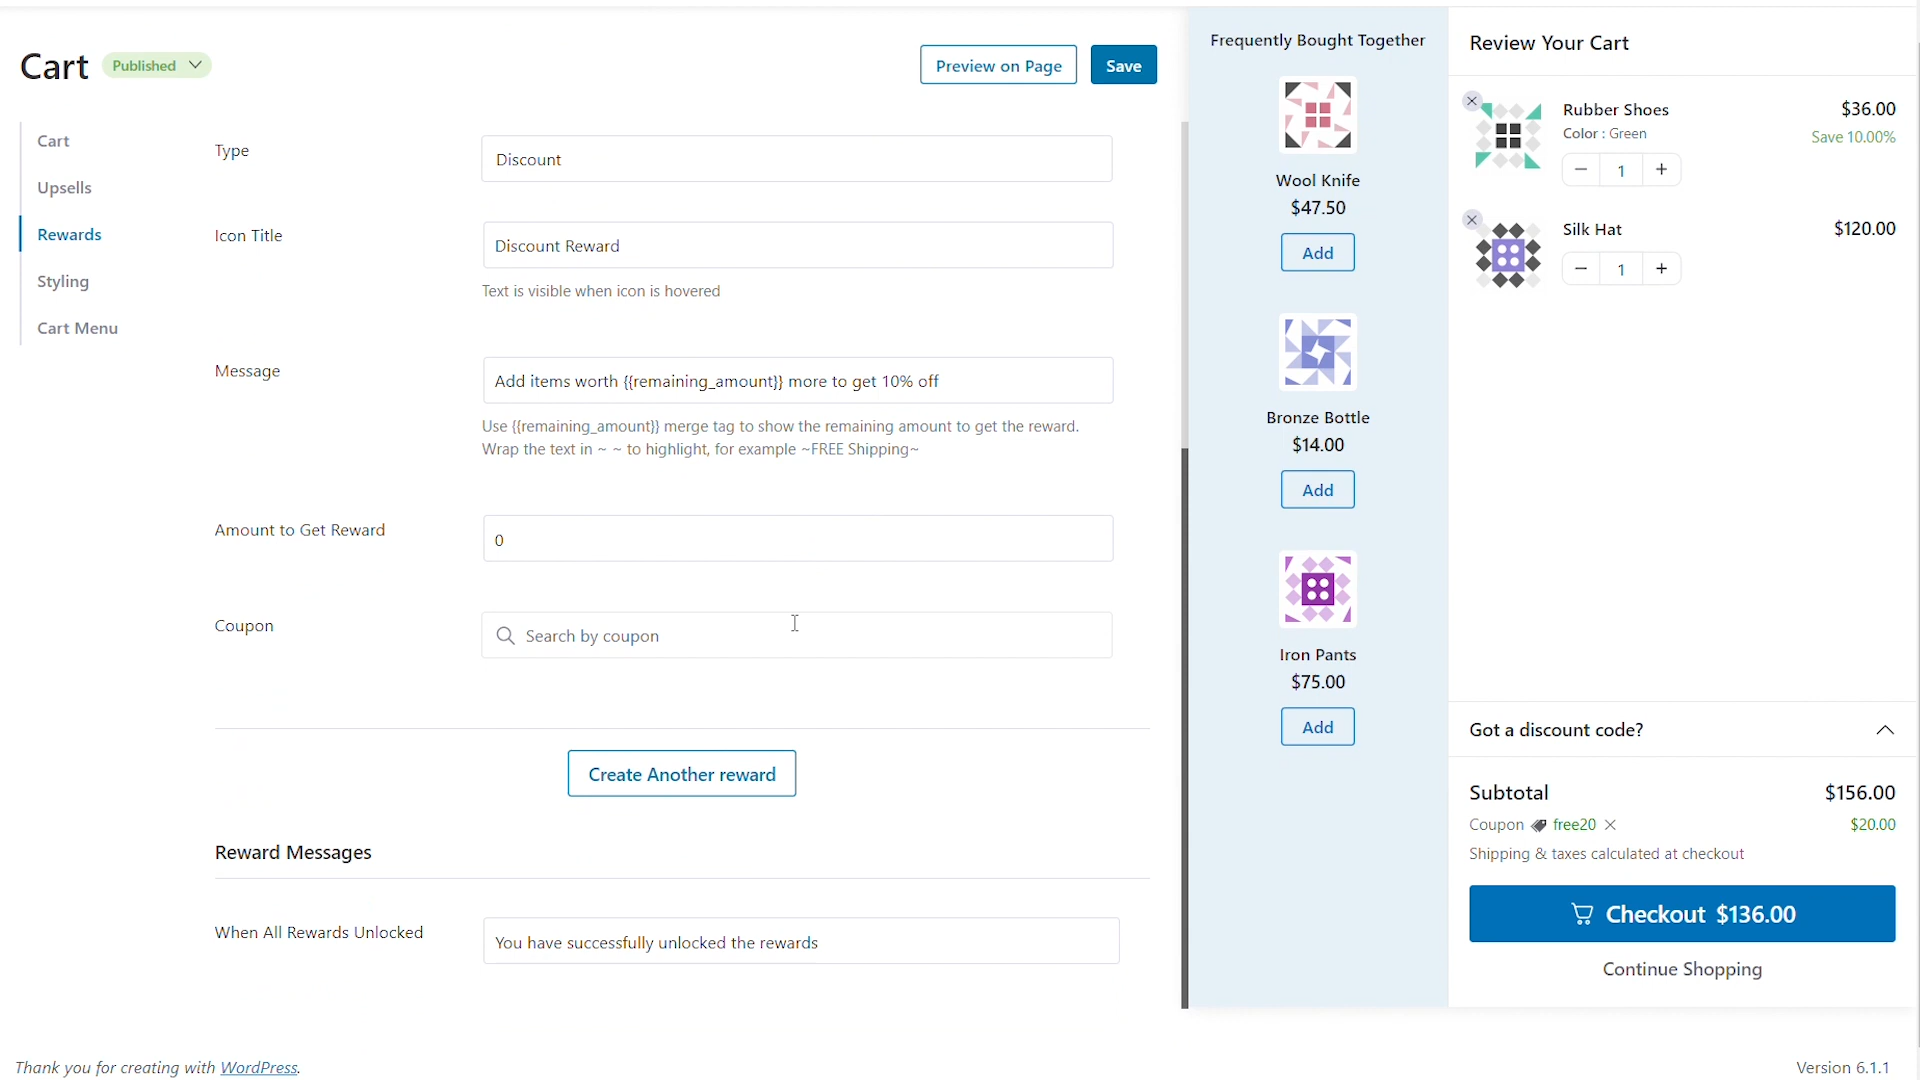 Cart
Published
Preview on Page
Save
Cart
Upsells
Rewards
Styling
Cart Menu
Type
Discount
Icon Title
Discount Reward
Text is visible when icon is hovered
Message
Add items worth {{remaining_amount}} more to get 10% off
Use {{remaining_amount}} merge tag to show the remaining amount to get the reward.
Wrap the text in ~ ~ to highlight, for example ~FREE Shipping~
Amount to Get Reward
0
Coupon
Search by coupon
Create Another reward
Reward Messages
When All Rewards Unlocked
You have successfully unlocked the rewards
Frequently Bought Together
Wool Knife
$47.50
Add
Bronze Bottle
$14.00
Add
Iron Pants
$75.00
Add
Review Your Cart
Rubber Shoes $36.00
Color : Green Save 10.00%
− 1 +
Silk Hat $120.00
− 1 +
Got a discount code?
Subtotal $156.00
Coupon free20 $20.00
Shipping & taxes calculated at checkout
Checkout $136.00
Continue Shopping
Thank you for creating with WordPress.
Version 6.1.1